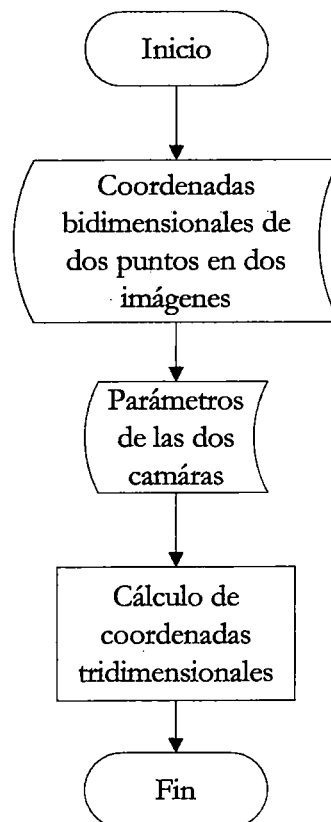 Inicio
Coordenadas
bidimensionales de
dos puntos en dos
imágenes
Parámetros
de las dos
camáras
Cálculo de
coordenadas
tridimensionales
Fin